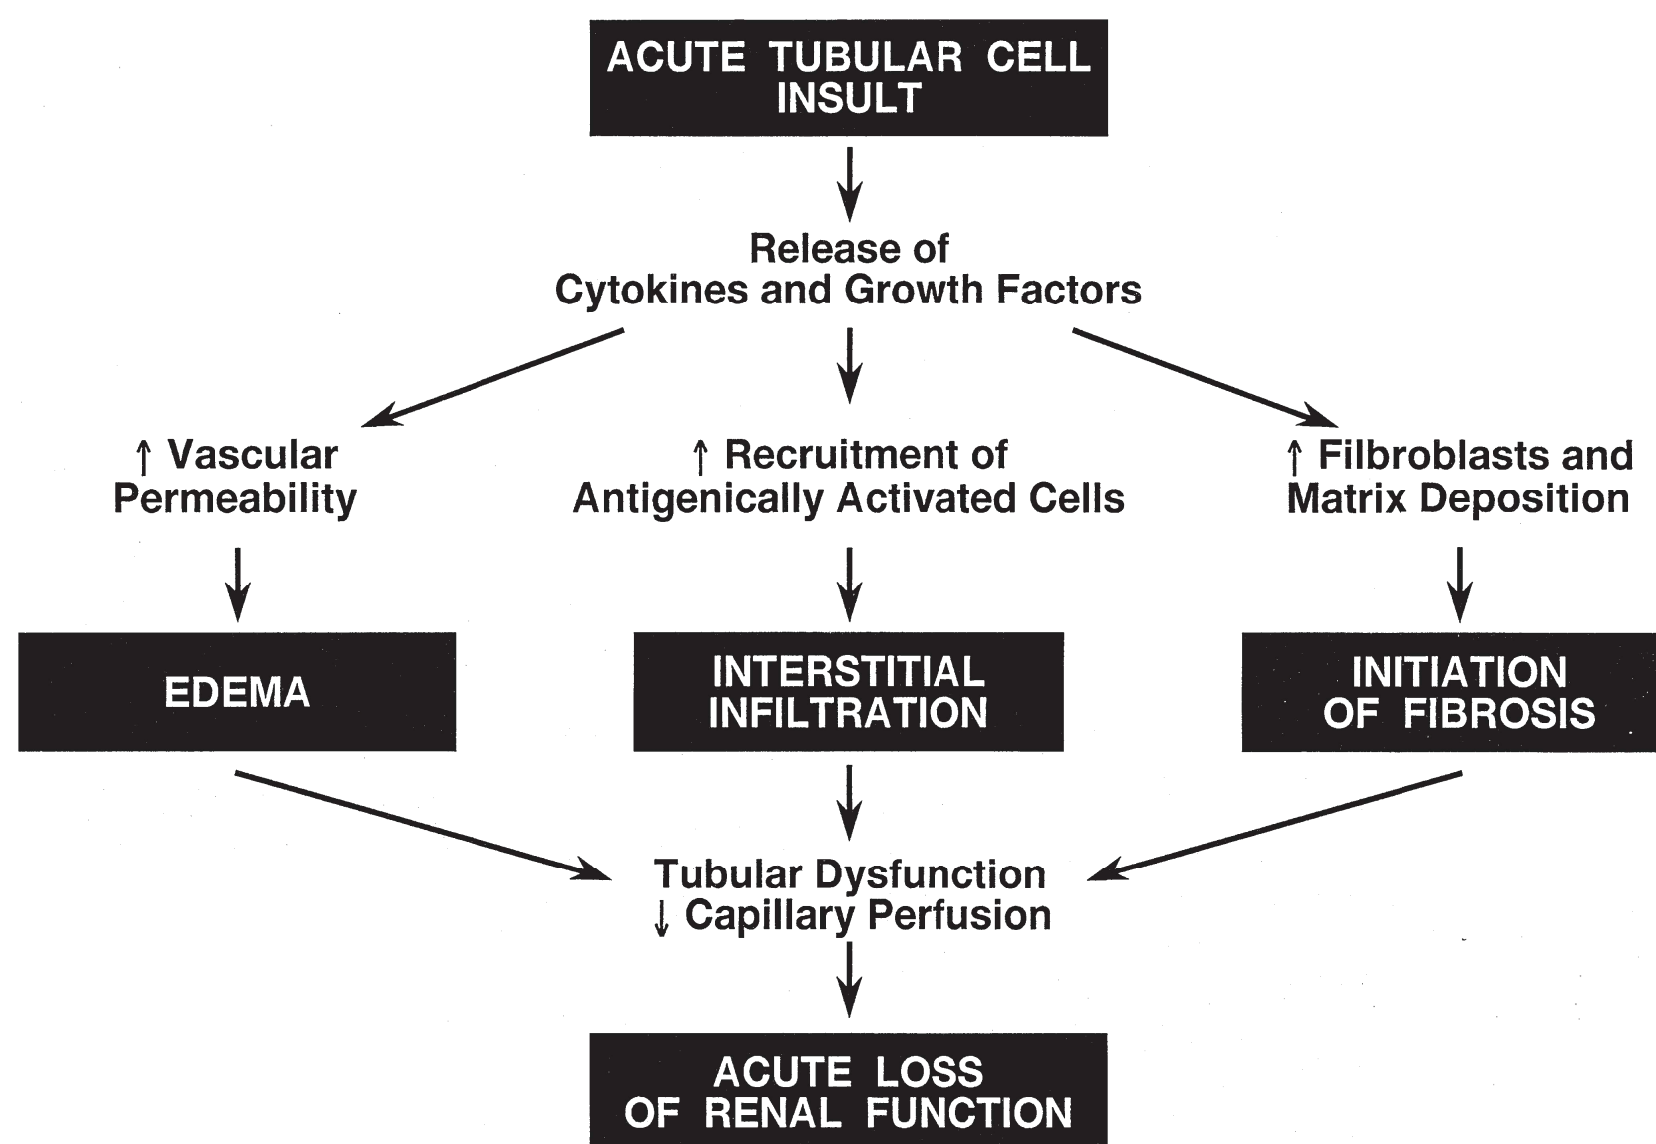 ACUTE TUBULAR CELL
INSULT
Release of
Cytokines and Growth Factors
↑ Vascular
Permeability
↑ Recruitment of
Antigenically Activated Cells
↑ Filbroblasts and
Matrix Deposition
EDEMA
INTERSTITIAL
INFILTRATION
INITIATION
OF FIBROSIS
Tubular Dysfunction
↓ Capillary Perfusion
ACUTE LOSS
OF RENAL FUNCTION